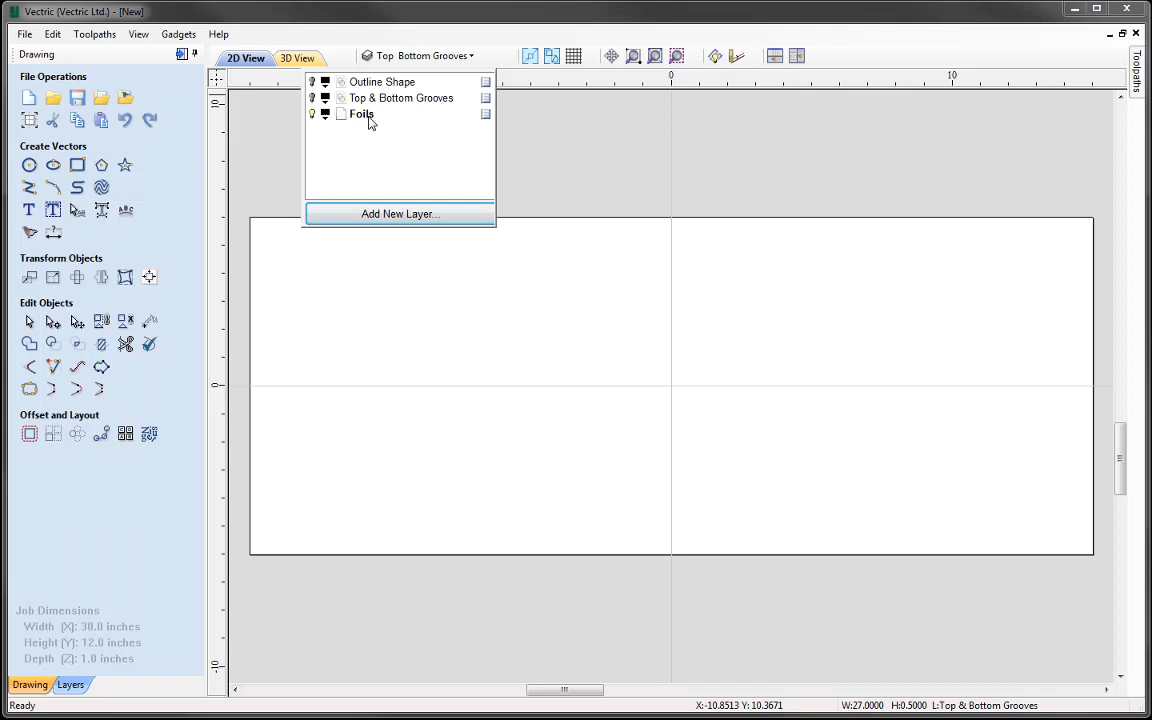 Vectric {Vectric Ltd.} - [New]
File Edit Toolpaths View Gadgets Help
Drawing
2D View 3D View Top Bottom Grooves
0 10
Toolpaths
File Operations
Outline Shape
Top & Bottom Grooves
Foils
10
Create Vectors
Add New Layer...
Transform Objects
Edit Objects
0
Offset and Layout
Job Dimensions
Width (X): 30.0 inches
Height (Y): 12.0 inches
Depth (Z): 1.0 inches
-10
Drawing Layers
Ready X:-10.8513 Y: 10.3671 W:27.0000 H:0.5000 L:Top & Bottom Grooves